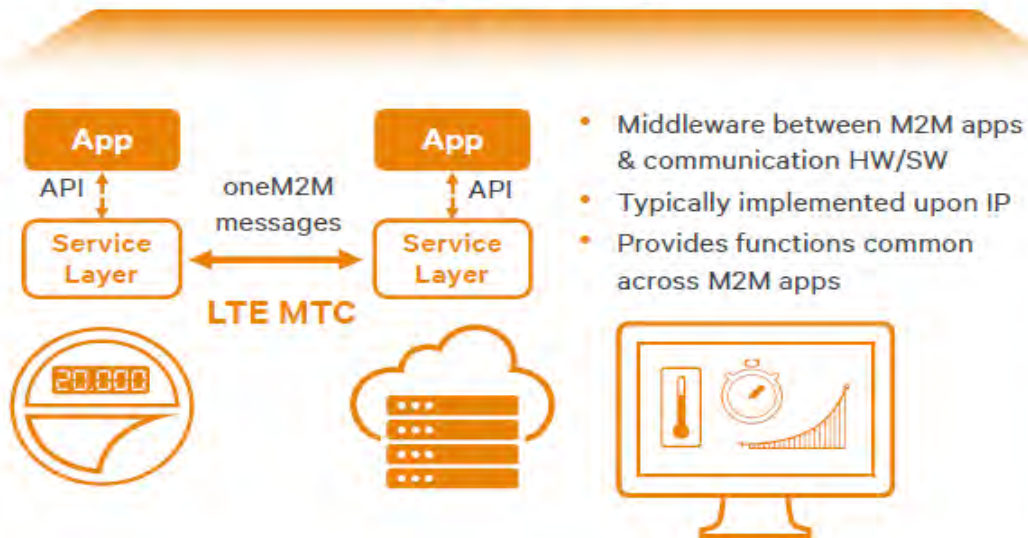 App
API
Service
Layer
oneM2M
messages
LTE MTC
App
API
Service
Layer
• Middleware between M2M apps
& communication HW/SW
• Typically implemented upon IP
• Provides functions common
across M2M apps
20.000